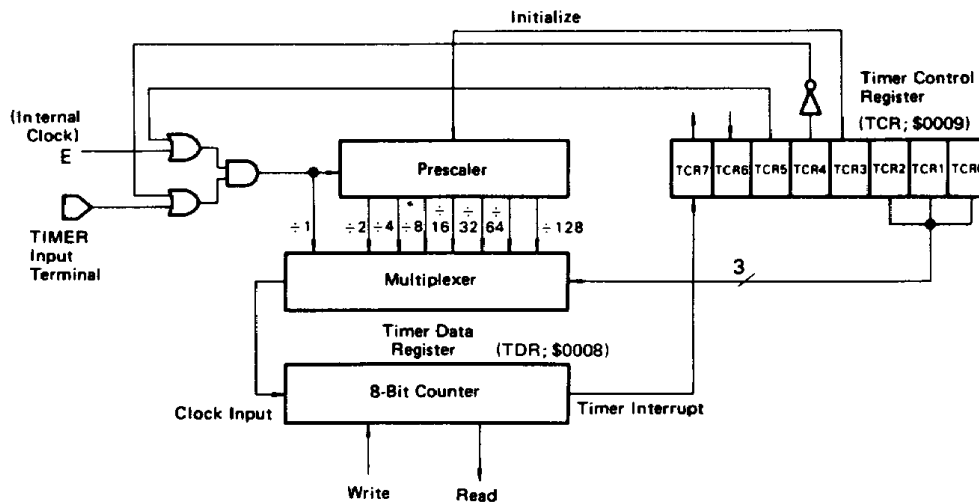 Initialize
(Internal
Clock)
E
TIMER
Input
Terminal
Timer Control
Register
(TCR; $0009)
TCR7
TCR6
TCR5
TCR4
TCR3
TCR2
TCR1
Prescaler
÷1
÷2
÷4
÷8
÷
16
÷
32
÷
64
÷128
Multiplexer
3
Timer Data
Register
(TDR; $0008)
8-Bit Counter
Clock Input
Timer Interrupt
Write
Read